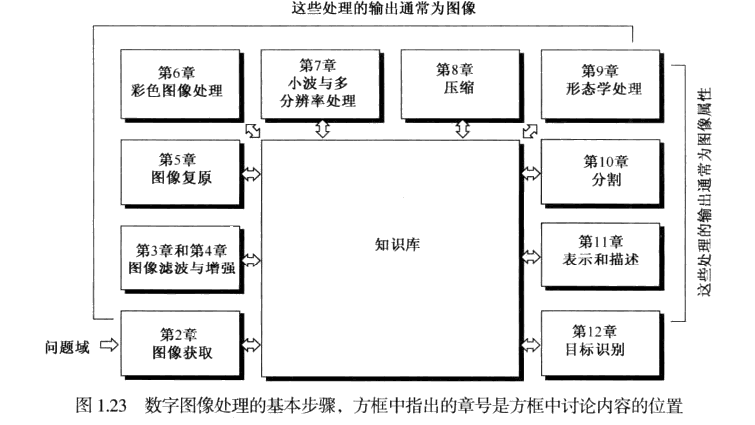 这些处理的输出通常为图像
第6章
彩色图像处理
第7章
小波与多
分辨率处理
第8章
压缩
第9章
形态学处理
第5章
图像复原
第10章
分割
第3章和第4章
图像滤波与增强
知识库
第11章
表示和描述
这些处理的输出通常为图像属性
问题域
第2章
图像获取
第12章
目标识别
图 1.23 数字图像处理的基本步骤，方框中指出的章号是方框中讨论内容的位置